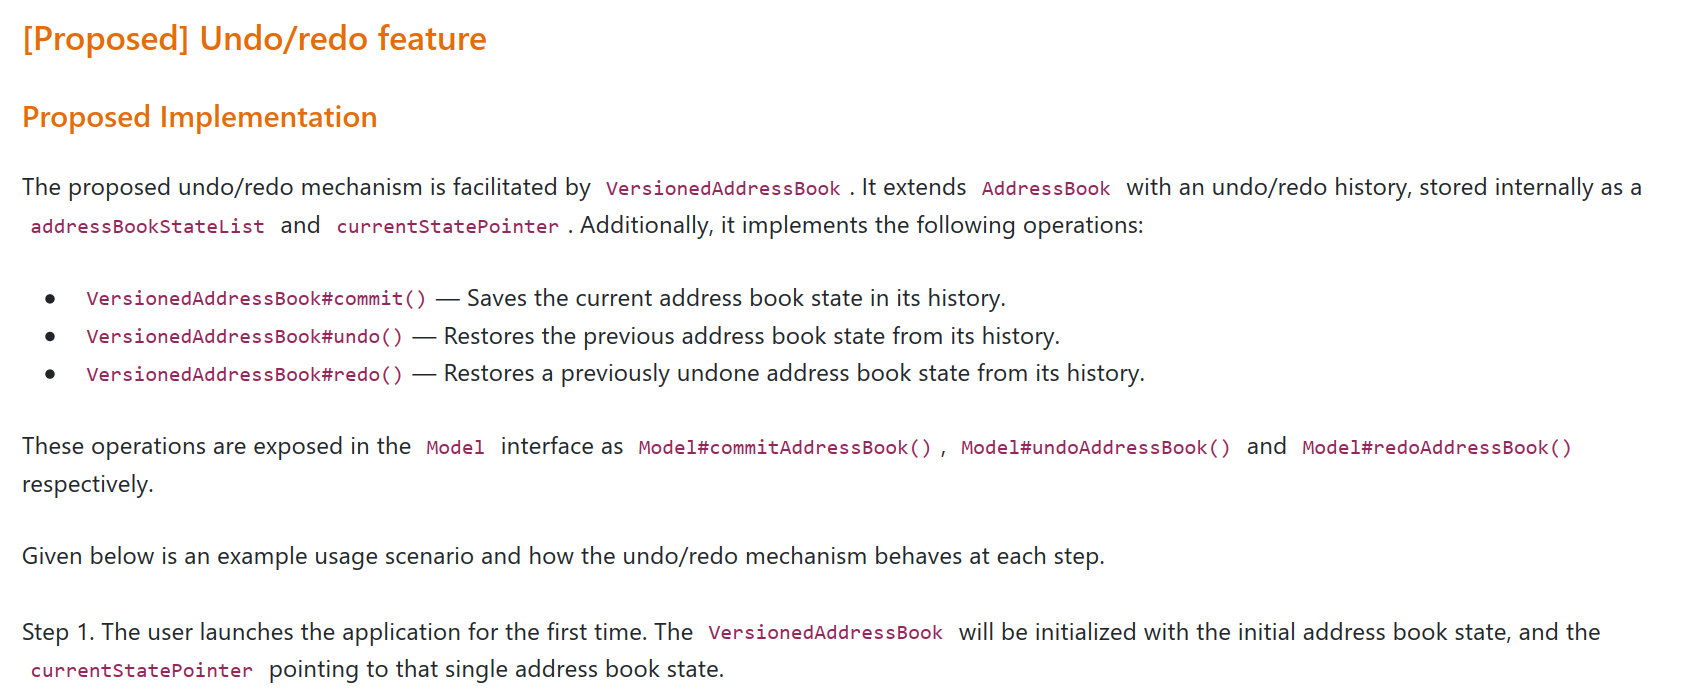 [Proposed] Undo/redo feature
Proposed Implementation
The proposed undo/redo mechanism is facilitated by VersionedAddressBook . It extends AddressBook with an undo/redo history, stored internally as a
addressBookStateList and currentStatePointer . Additionally, it implements the following operations:
● VersionedAddressBook#commit() — Saves the current address book state in its history.
● VersionedAddressBook#undo() — Restores the previous address book state from its history.
● VersionedAddressBook#redo() — Restores a previously undone address book state from its history.
These operations are exposed in the Model interface as Model#commitAddressBook() , Model#undoAddressBook() and Model#redoAddressBook()
respectively.
Given below is an example usage scenario and how the undo/redo mechanism behaves at each step.
Step 1. The user launches the application for the first time. The VersionedAddressBook will be initialized with the initial address book state, and the
currentStatePointer pointing to that single address book state.